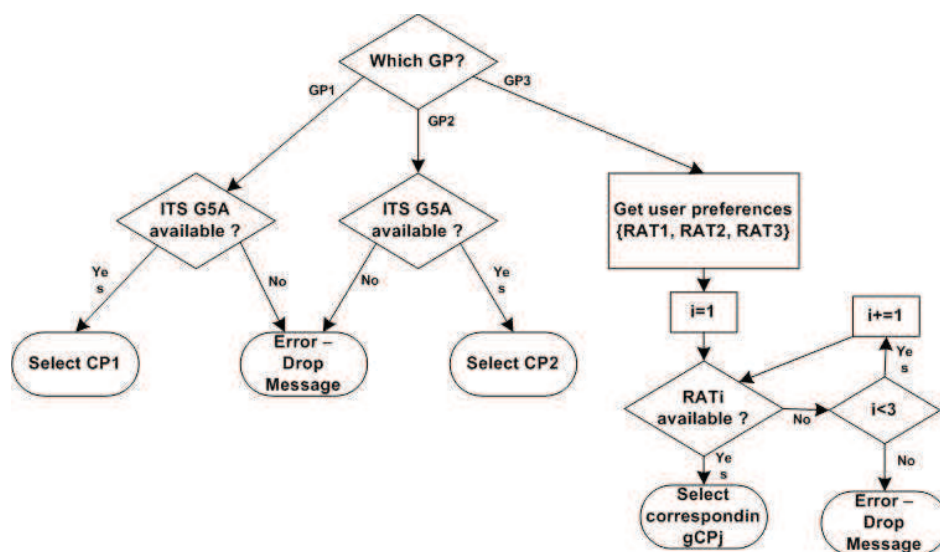 Which GP?
GP1
GP2
GP3
ITS G5A
available ?
ITS G5A
available ?
Get user preferences
{RAT1, RAT2, RAT3}
Ye
s
No
No
Ye
s
i=1
i+=1
Select CP1
Error –
Drop
Message
Select CP2
RATi
available ?
No
i<3
Ye
s
Ye
s
No
Select
correspondin
gCPj
Error –
Drop
Message